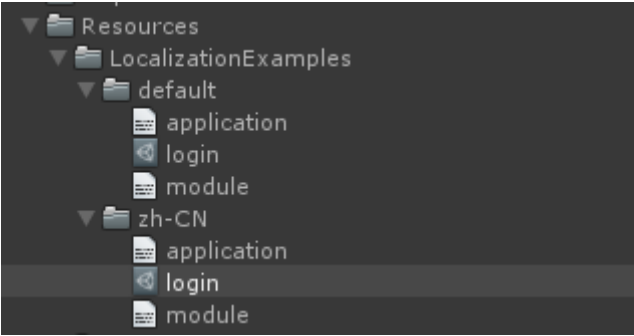 Resources
LocalizationExamples
default
application
login
module
zh-CN
application
login
module